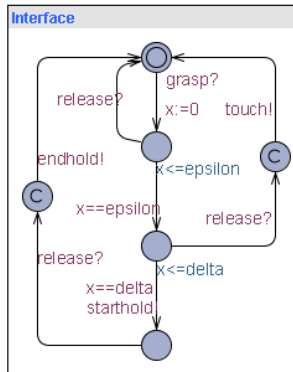 Interface
grasp?
release?
x:=0
touch!
endhold!
x<=epsilon
C
C
x==epsilon
release?
release?
x<=delta
x==delta
starthold!